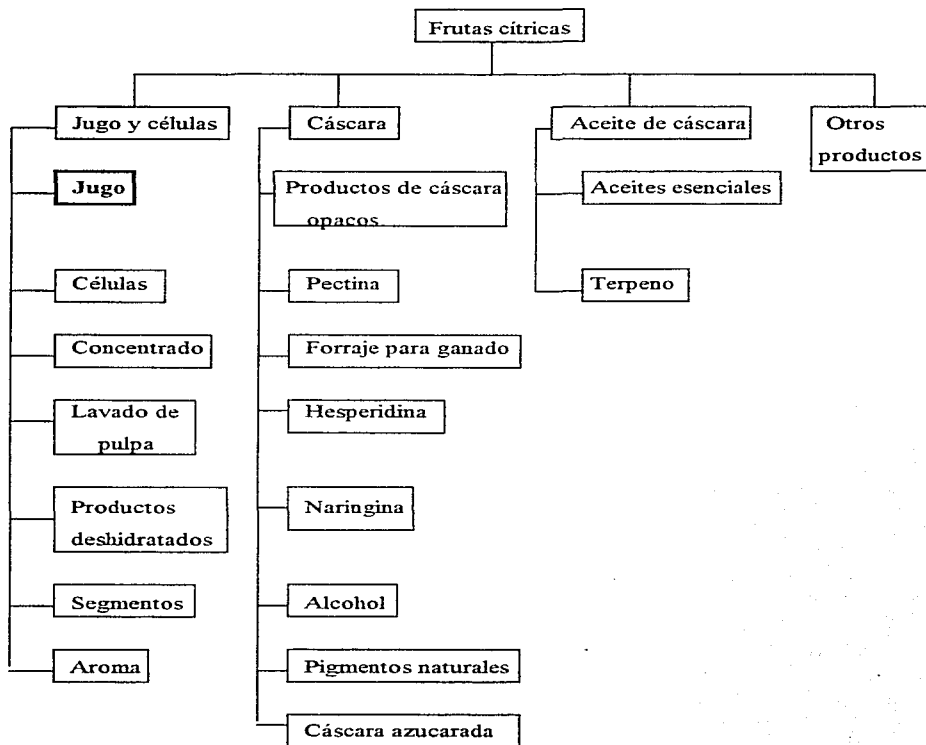 Frutas cítricas
Jugo y células
Jugo
Células
Concentrado
Lavado de
pulpa
Productos
deshidratados
Segmentos
Aroma
Cáscara
Productos de cáscara
opacos
Pectina
Forraje para ganado
Hesperidina
Naringina
Alcohol
Pigmentos naturales
Cáscara azucarada
Aceite de cáscara
Aceites esenciales
Terpeno
Otros
productos